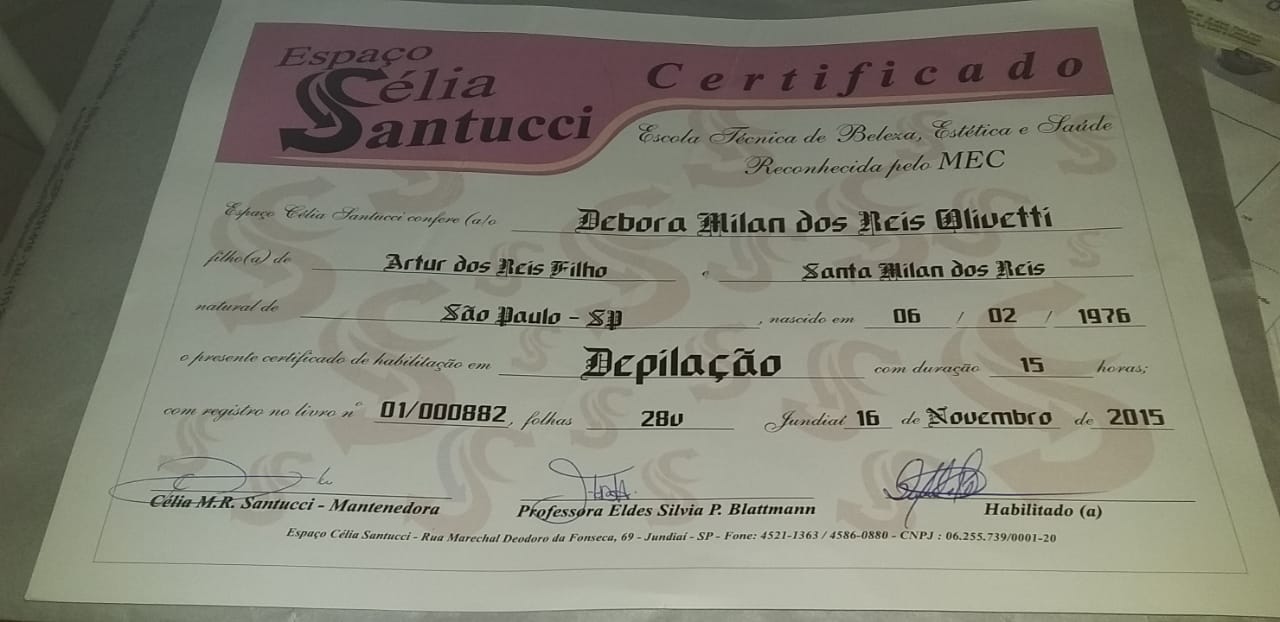 Espaço
Célia
Santucci
Certificado
Escola Técnica de Beleza, Estética e Saúde
Reconhecida pelo MEC
Espaço Célia Santucci confere (a/o Debora Milan dos Reis Olivetti
filho(a) de Artur dos Reis Filho e Santa Milan dos Reis
natural de São Paulo - SP, nascido em 06 / 02 / 1976
o presente certificado de habilitação em Depilação com duração 15 horas;
com registro no livro nº 01/000882, folhas 28v Jundiaí 16 de Novembro de 2015
Célia M.R. Santucci - Mantenedora Professora Eldes Silvia P. Blattmann Habilitado (a)
Espaço Célia Santucci - Rua Marechal Deodoro da Fonseca, 69 - Jundiaí - SP - Fone: 4521-1363 / 4586-0880 - CNPJ : 06.255.739/0001-20